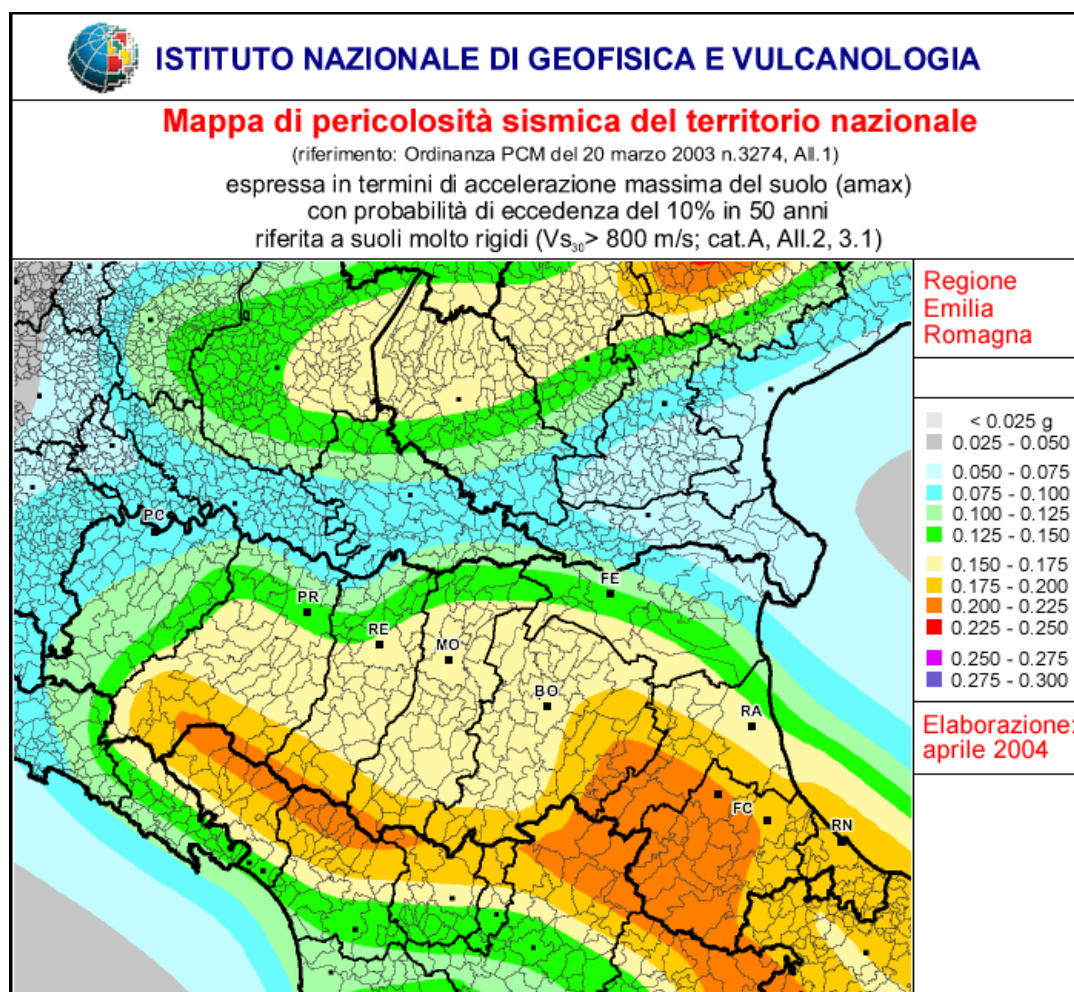 ISTITUTO NAZIONALE DI GEOFISICA E VULCANOLOGIA
Mappa di pericolosità sismica del territorio nazionale
(riferimento: Ordinanza PCM del 20 marzo 2003 n.3274, All.1)
espressa in termini di accelerazione massima del suolo (amax)
con probabilità di eccedenza del 10% in 50 anni
riferita a suoli molto rigidi (Vs30> 800 m/s; cat.A, All.2, 3.1)
Regione
Emilia
Romagna
< 0.025 g
0.025 - 0.050
0.050 - 0.075
0.075 - 0.100
0.100 - 0.125
0.125 - 0.150
0.150 - 0.175
0.175 - 0.200
0.200 - 0.225
0.225 - 0.250
0.250 - 0.275
0.275 - 0.300
Elaborazione:
aprile 2004
PC
PR
FE
RE
MO
BO
RA
FC
RN